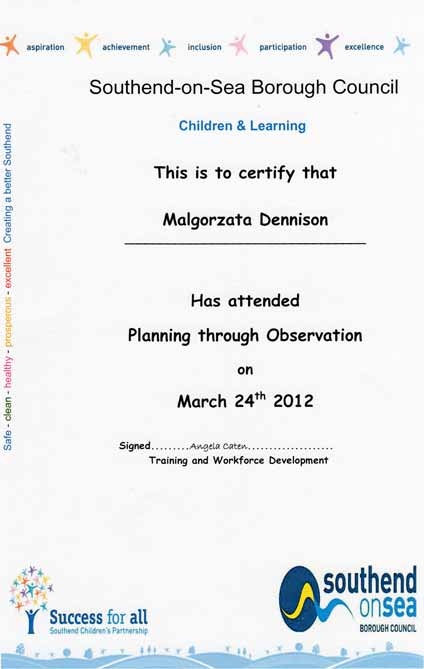 aspiration achievement inclusion participation excellence
Southend-on-Sea Borough Council
Children & Learning
This is to certify that
Malgorzata Dennison
Has attended
Planning through Observation
on
March 24th 2012
Signed.........Angela Caten....................
Training and Workforce Development
Safe - clean - healthy - prosperous - excellent Creating a better Southend
Success for all
Southend Children's Partnership
southend
onsea
BOROUGH COUNCIL